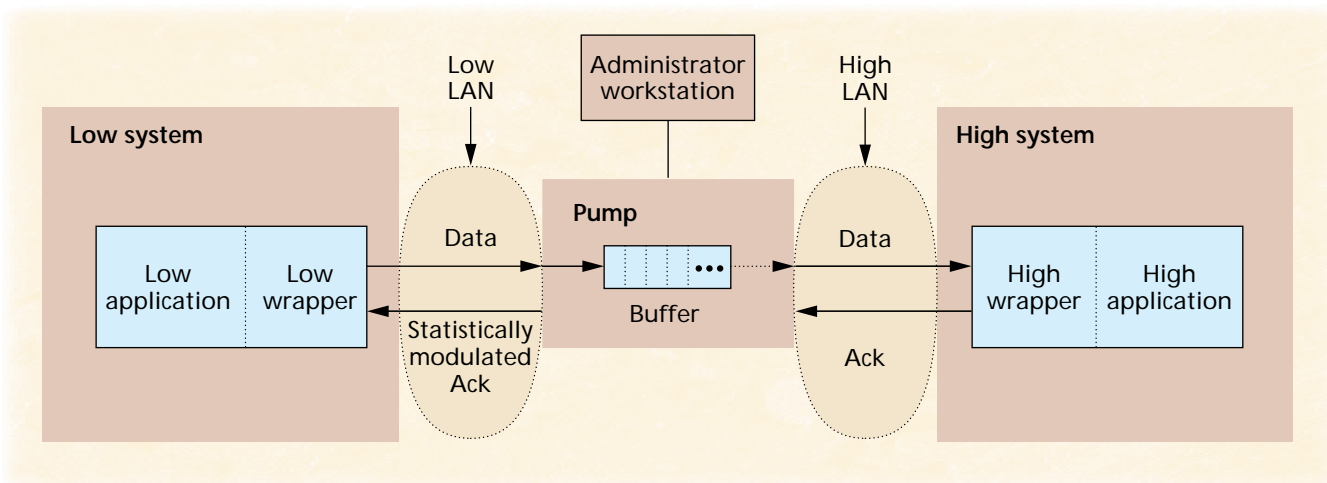 Low
LAN
Administrator
workstation
High
LAN
Low system
High system
Pump
Data
Data
Low
application
Low
wrapper
Buffer
High
wrapper
High
application
Statistically
modulated
Ack
Ack